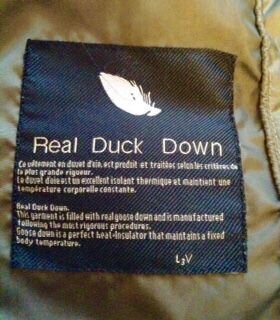 Real Duck Down
Ce vêtement en duvet d'oie, est produit et traitées selon les critères de
la plus grande rigueur.
Le duvet d'oie est un excellent isolant thermique et maintient une
température corporelle constante.
Real Duck Down.
This garment is filled with real goose down and is manufactured
following the most rigorous procedures.
Goose down is a perfect heat-insulator that maintains a fixed
body temperature.
L₂V